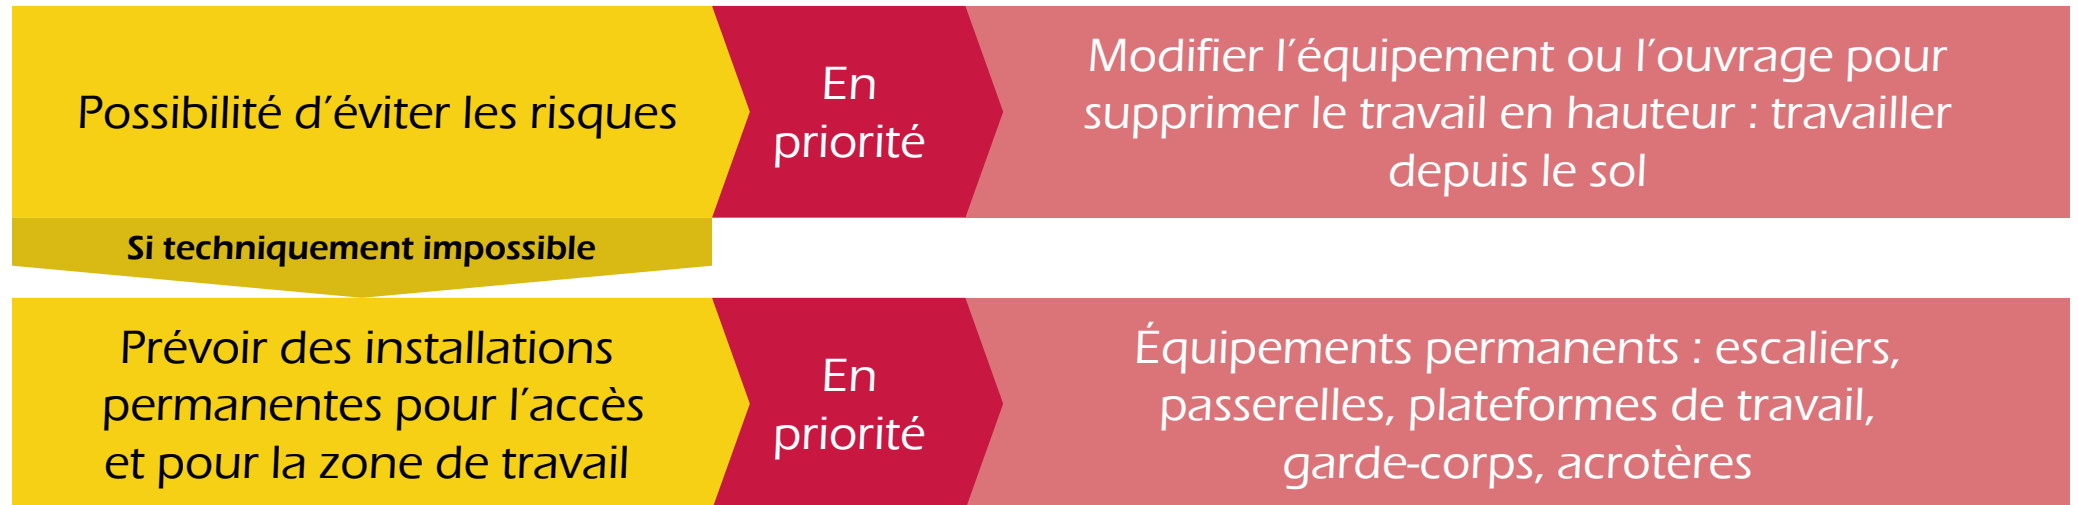 Possibilité d’éviter les risques
En
priorité
Modifier l’équipement ou l’ouvrage pour
supprimer le travail en hauteur : travailler
depuis le sol
Si techniquement impossible
Prévoir des installations
permanentes pour l’accès
et pour la zone de travail
En
priorité
Équipements permanents : escaliers,
passerelles, plateformes de travail,
garde-corps, acrotères